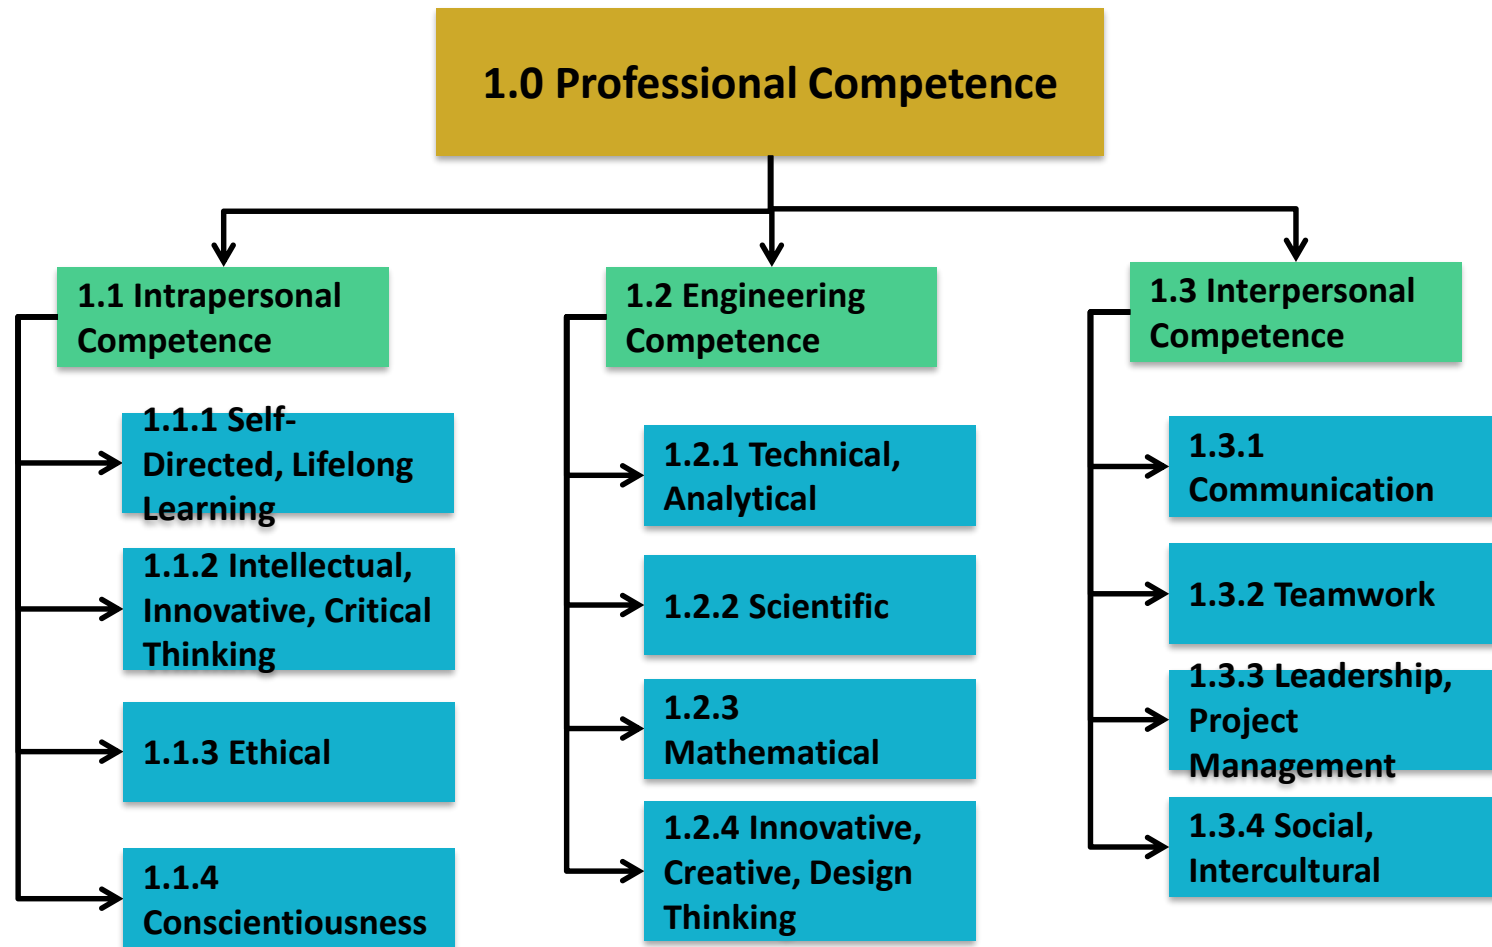 1.0 Professional Competence
1.1 Intrapersonal
Competence
1.1.1 Self-
Directed, Lifelong
Learning
1.1.2 Intellectual,
Innovative, Critical
Thinking
1.1.3 Ethical
1.1.4
Conscientiousness
1.2 Engineering
Competence
1.2.1 Technical,
Analytical
1.2.2 Scientific
1.2.3
Mathematical
1.2.4 Innovative,
Creative, Design
Thinking
1.3 Interpersonal
Competence
1.3.1
Communication
1.3.2 Teamwork
1.3.3 Leadership,
Project
Management
1.3.4 Social,
Intercultural